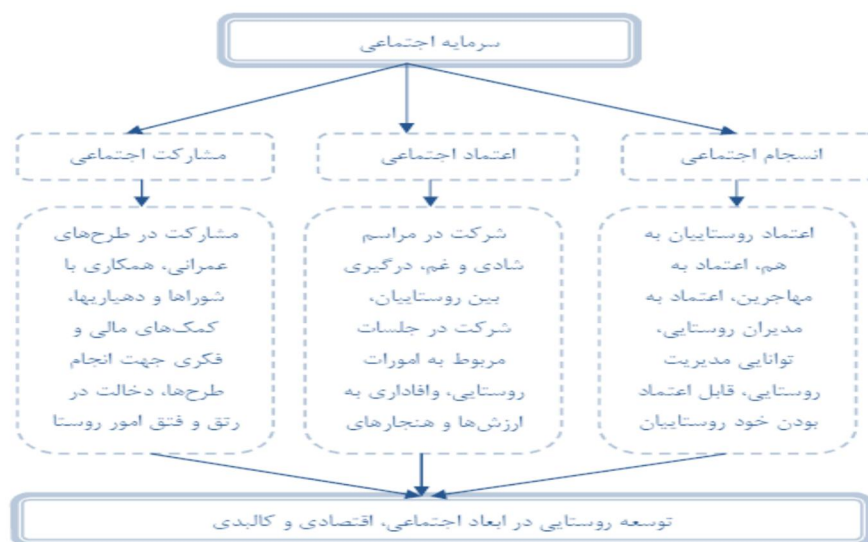 سرمایه اجتماعی
انسجام اجتماعی
اعتماد اجتماعی
مشارکت اجتماعی
اعتماد روستاییان به
هم، اعتماد به
مهاجرین، اعتماد به
مدیران روستایی،
توانایی مدیریت
روستایی، قابل اعتماد
بودن خود روستاییان
شرکت در مراسم
شادی و غم، درگیری
بین روستاییان،
شرکت در جلسات
مربوط به امورات
روستایی، وافاداری به
ارزش‌ها و هنجارهای
مشارکت در طرح‌های
عمرانی، همکاری با
شوراها و دهیاریها،
کمک‌های مالی و
فکری جهت انجام
طرح‌ها، دخالت در
رتق و فتق امور روستا
توسعه روستایی در ابعاد اجتماعی، اقتصادی و کالبدی